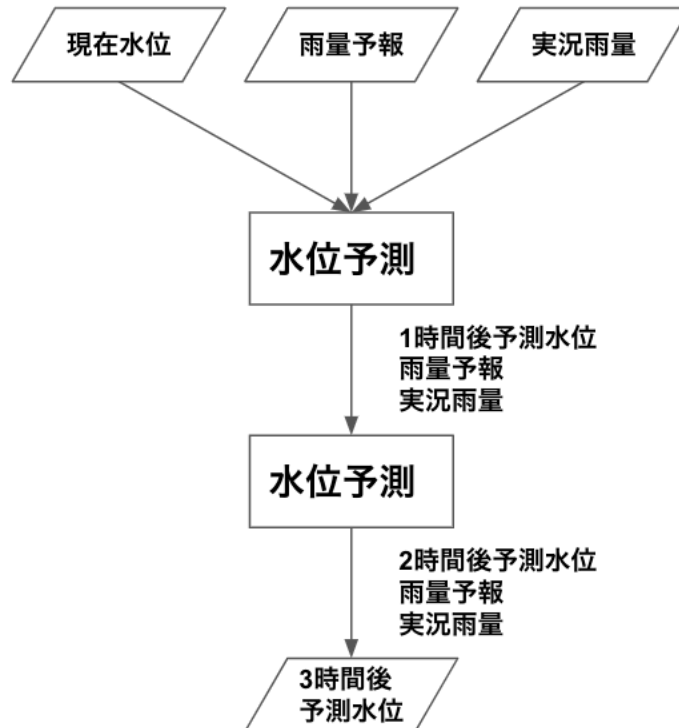 現在水位
雨量予報
実況雨量
水位予測
1時間後予測水位
雨量予報
実況雨量
水位予測
2時間後予測水位
雨量予報
実況雨量
3時間後
予測水位